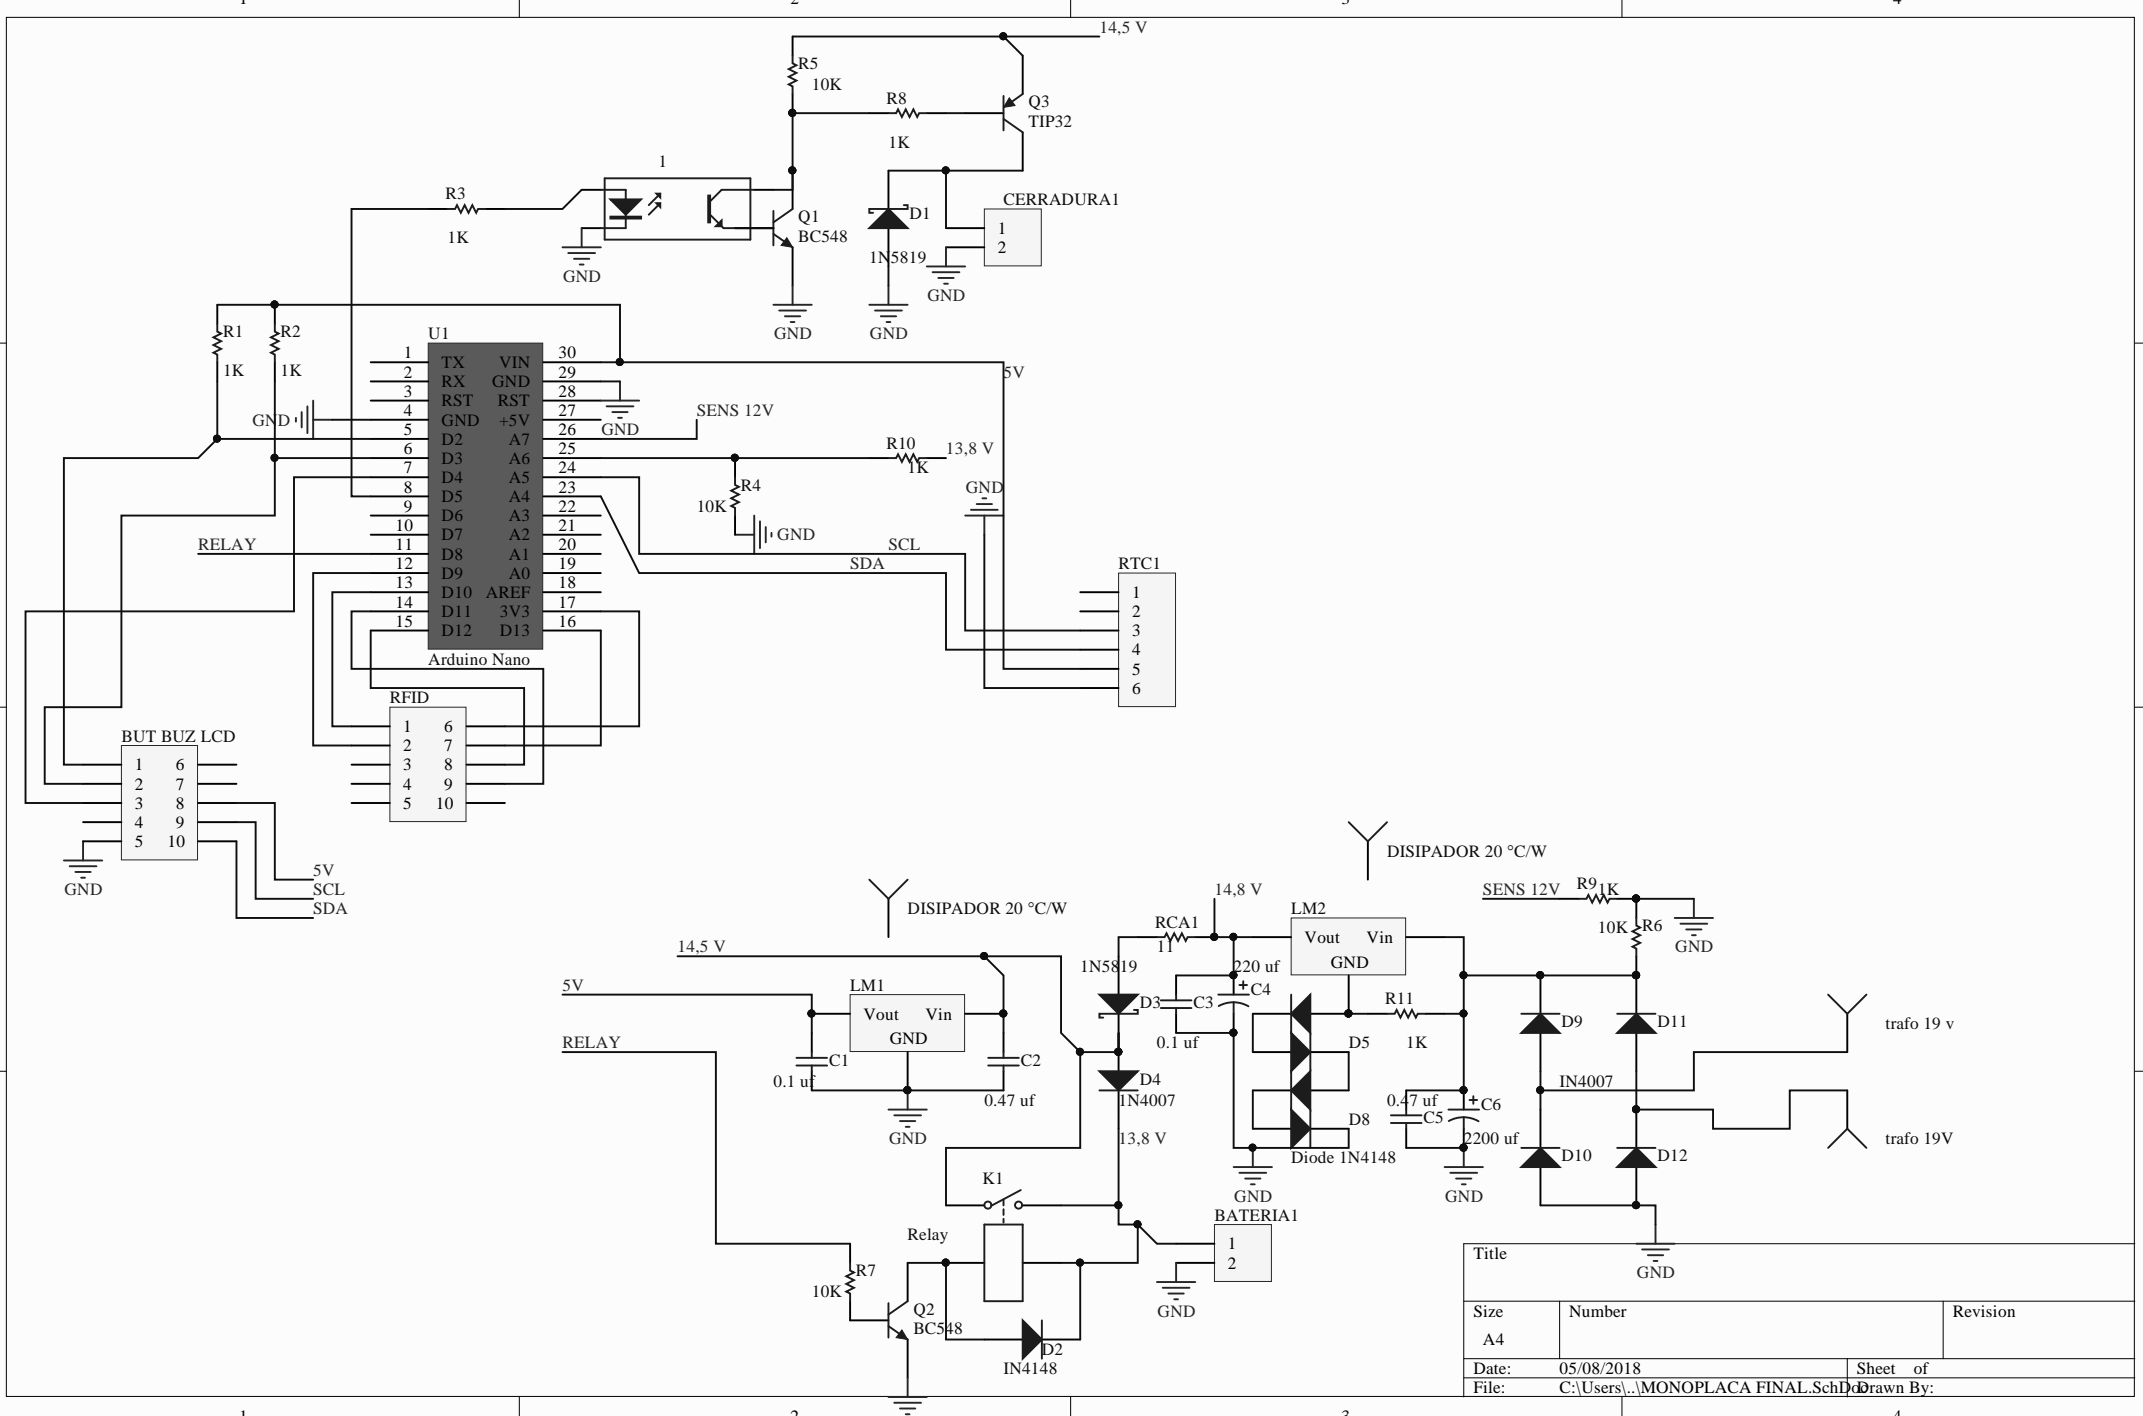 14,5 V
R5
10K
R8
1K
Q3
TIP32
1
R3
1K
GND
Q1
BC548
GND
D1
1N5819
GND
CERRADURA1
1
2
GND
R1
1K
R2
1K
U1
1 TX VIN 30
2 RX GND 29
3 RST RST 28
4 GND +5V 27
5 D2 A7 26
6 D3 A6 25
7 D4 A5 24
8 D5 A4 23
9 D6 A3 22
10 D7 A2 21
11 D8 A1 20
12 D9 A0 19
13 D10 AREF 18
14 D11 3V3 17
15 D12 D13 16
Arduino Nano
GND
GND
5V
SENS 12V
R10
1K
13,8 V
R4
10K
GND
GND
RELAY
SCL
SDA
RTC1
1
2
3
4
5
6
RFID
1 6
2 7
3 8
4 9
5 10
BUT BUZ LCD
1 6
2 7
3 8
4 9
5 10
GND
5V
SCL
SDA
DISIPADOR 20 °C/W
DISIPADOR 20 °C/W
14,5 V
5V
RELAY
LM1
Vout Vin
GND
C1
0.1 uf
C2
0.47 uf
GND
14,8 V
RCA1
11
1N5819
D3
C3
0.1 uf
220 uf
+
C4
LM2
Vout Vin
GND
D5
D8
Diode 1N4148
R11
1K
0.47 uf
C5
+
C6
2200 uf
GND
GND
D4
1N4007
13,8 V
SENS 12V
R9
1K
10K
R6
GND
D9
D11
IN4007
D10
D12
GND
trafo 19 v
trafo 19V
K1
Relay
R7
10K
Q2
BC548
D2
IN4148
BATERIA1
1
2
GND
Title
Size
A4
Number
Revision
Date: 05/08/2018
Sheet of
File: C:\Users\..\MONOPLACA FINAL.SchDoc
Drawn By: